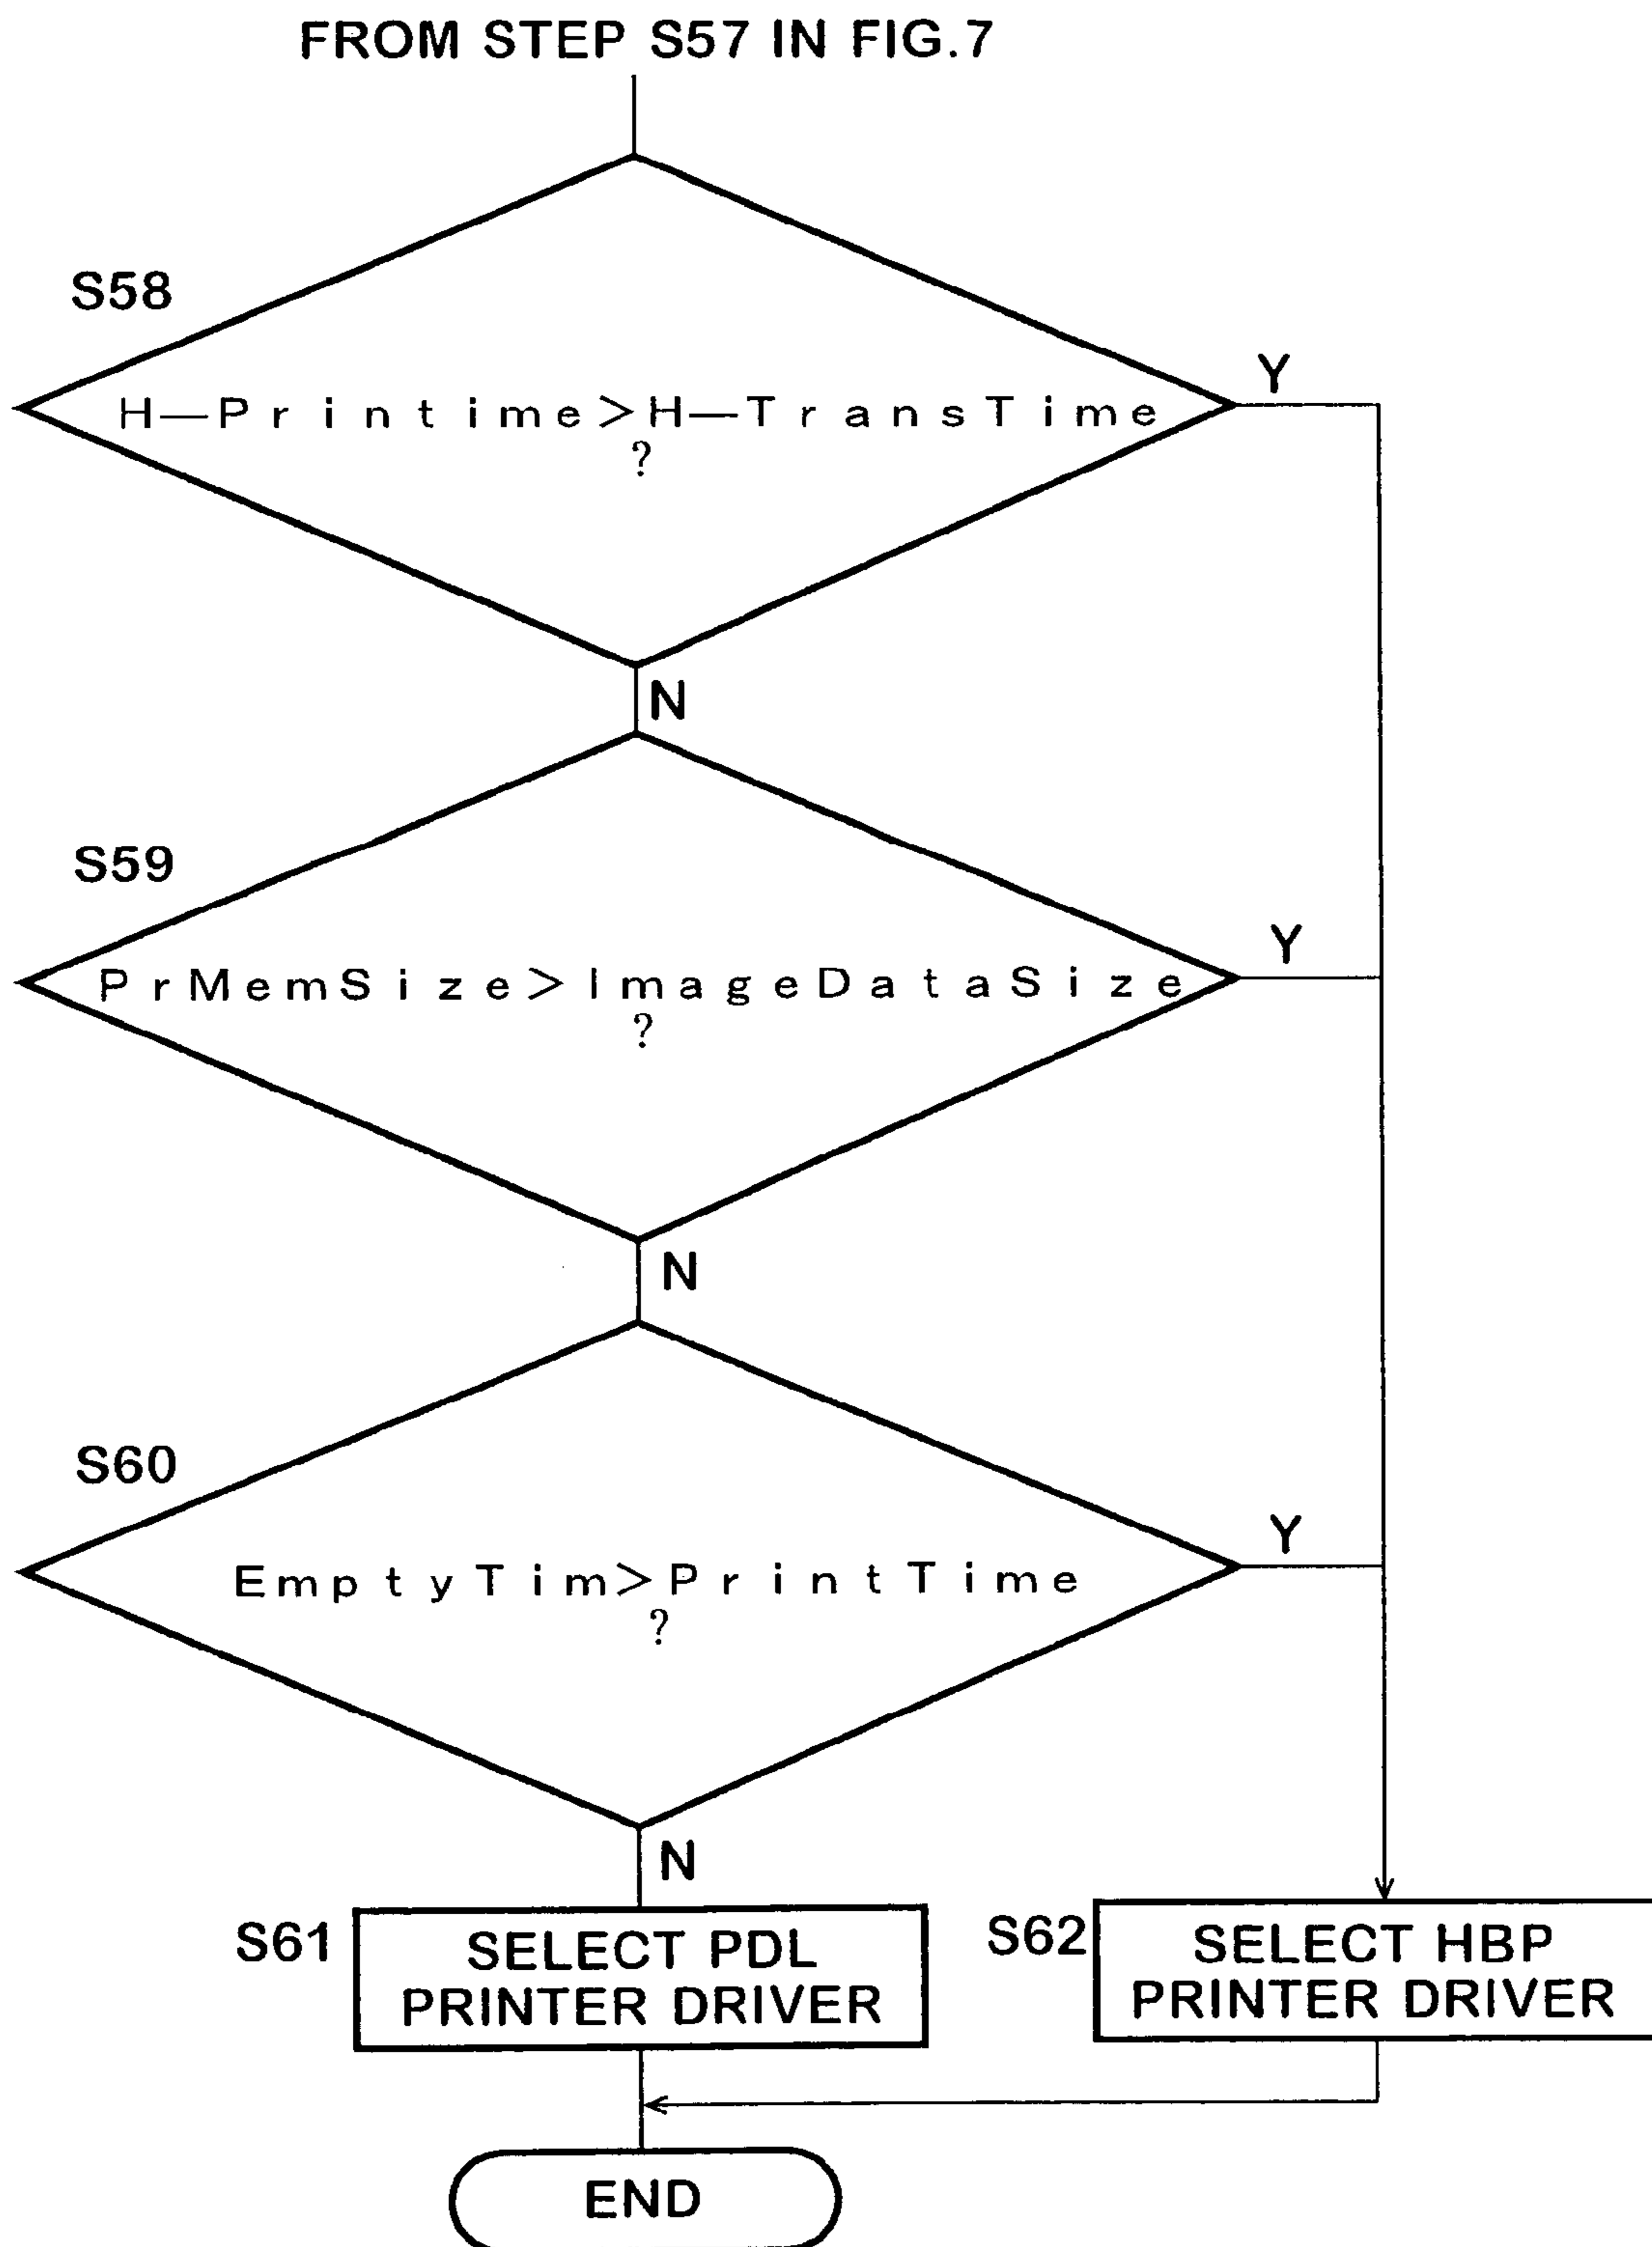 FROM STEP S57 IN FIG.7
S58
H—Printime>H—TransTime
?
Y
N
S59
PrMemSize>ImageDataSize
?
Y
N
S60
EmptyTim>PrintTime
?
Y
N
S61
SELECT PDL
PRINTER DRIVER
S62
SELECT HBP
PRINTER DRIVER
END